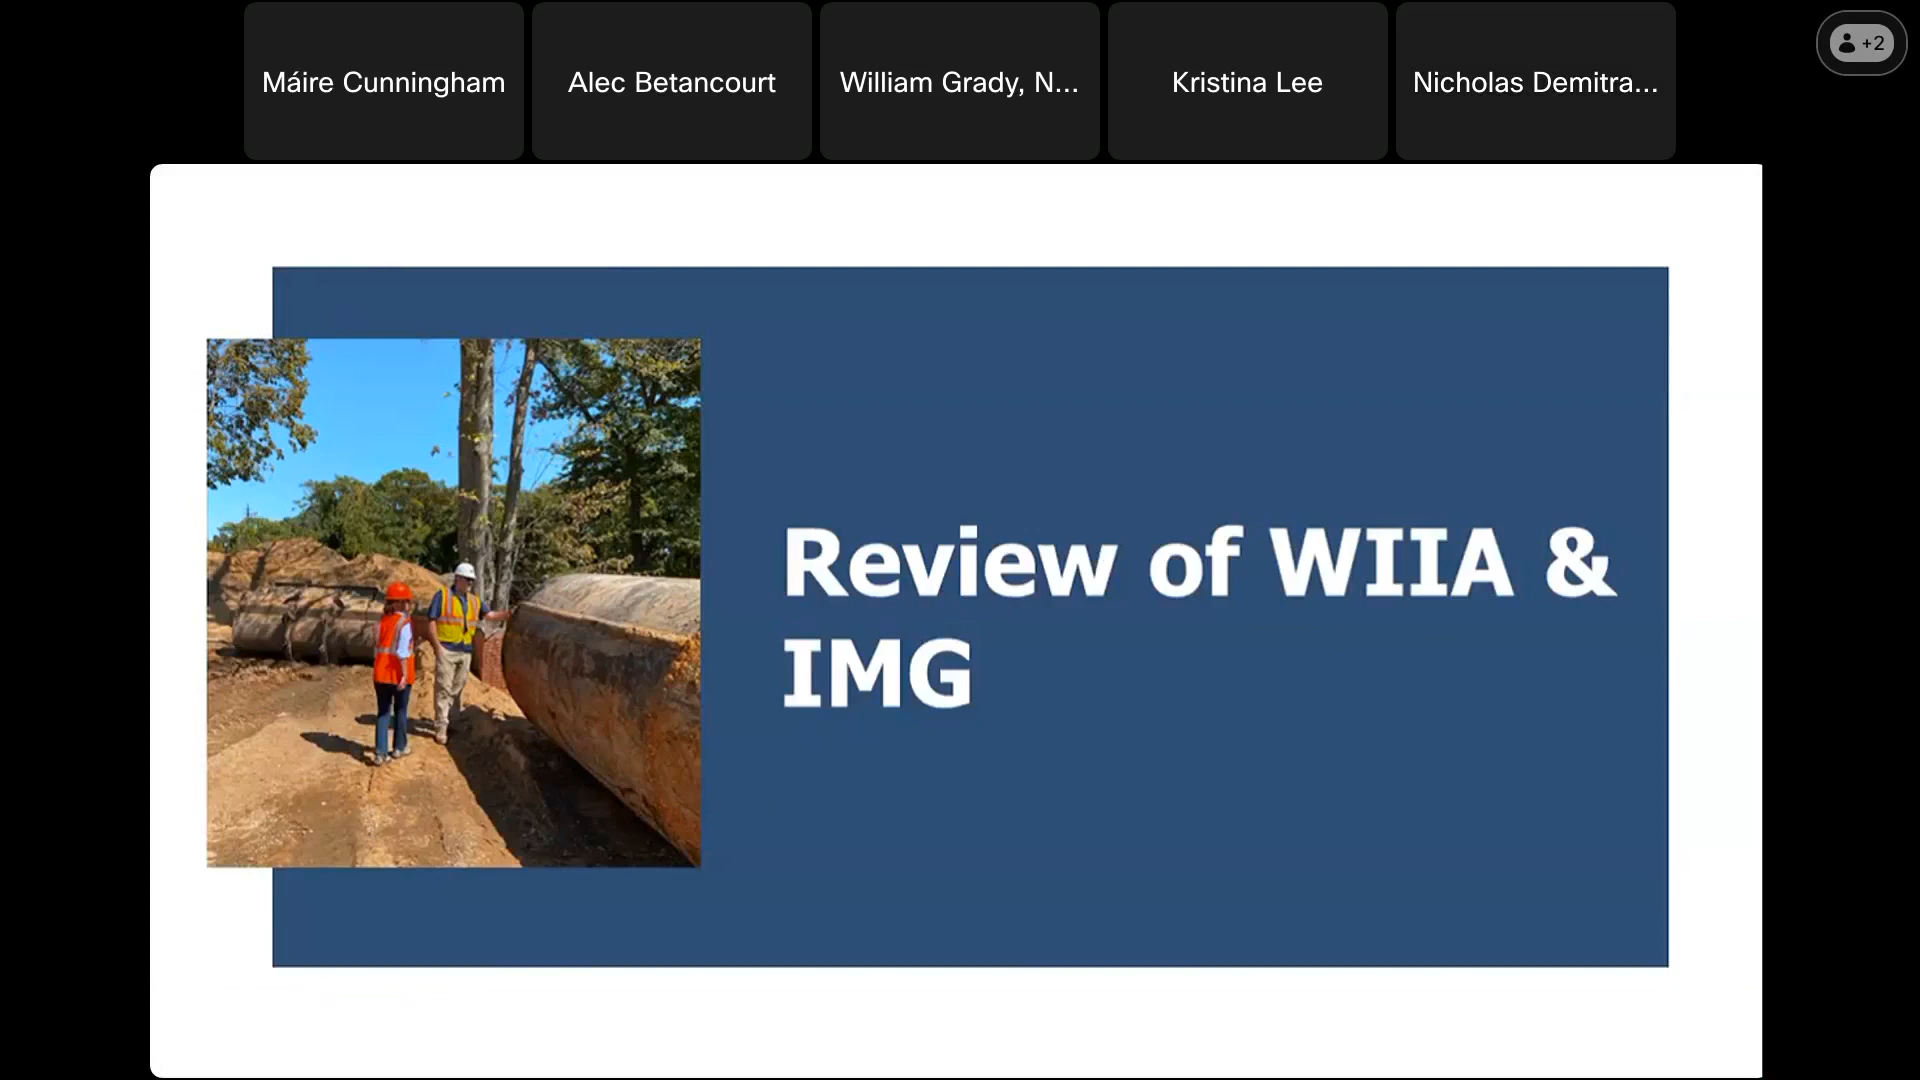 Máire Cunningham
Alec Betancourt
William Grady, N...
Kristina Lee
Nicholas Demitra...
+2
Review of WIIA &
IMG